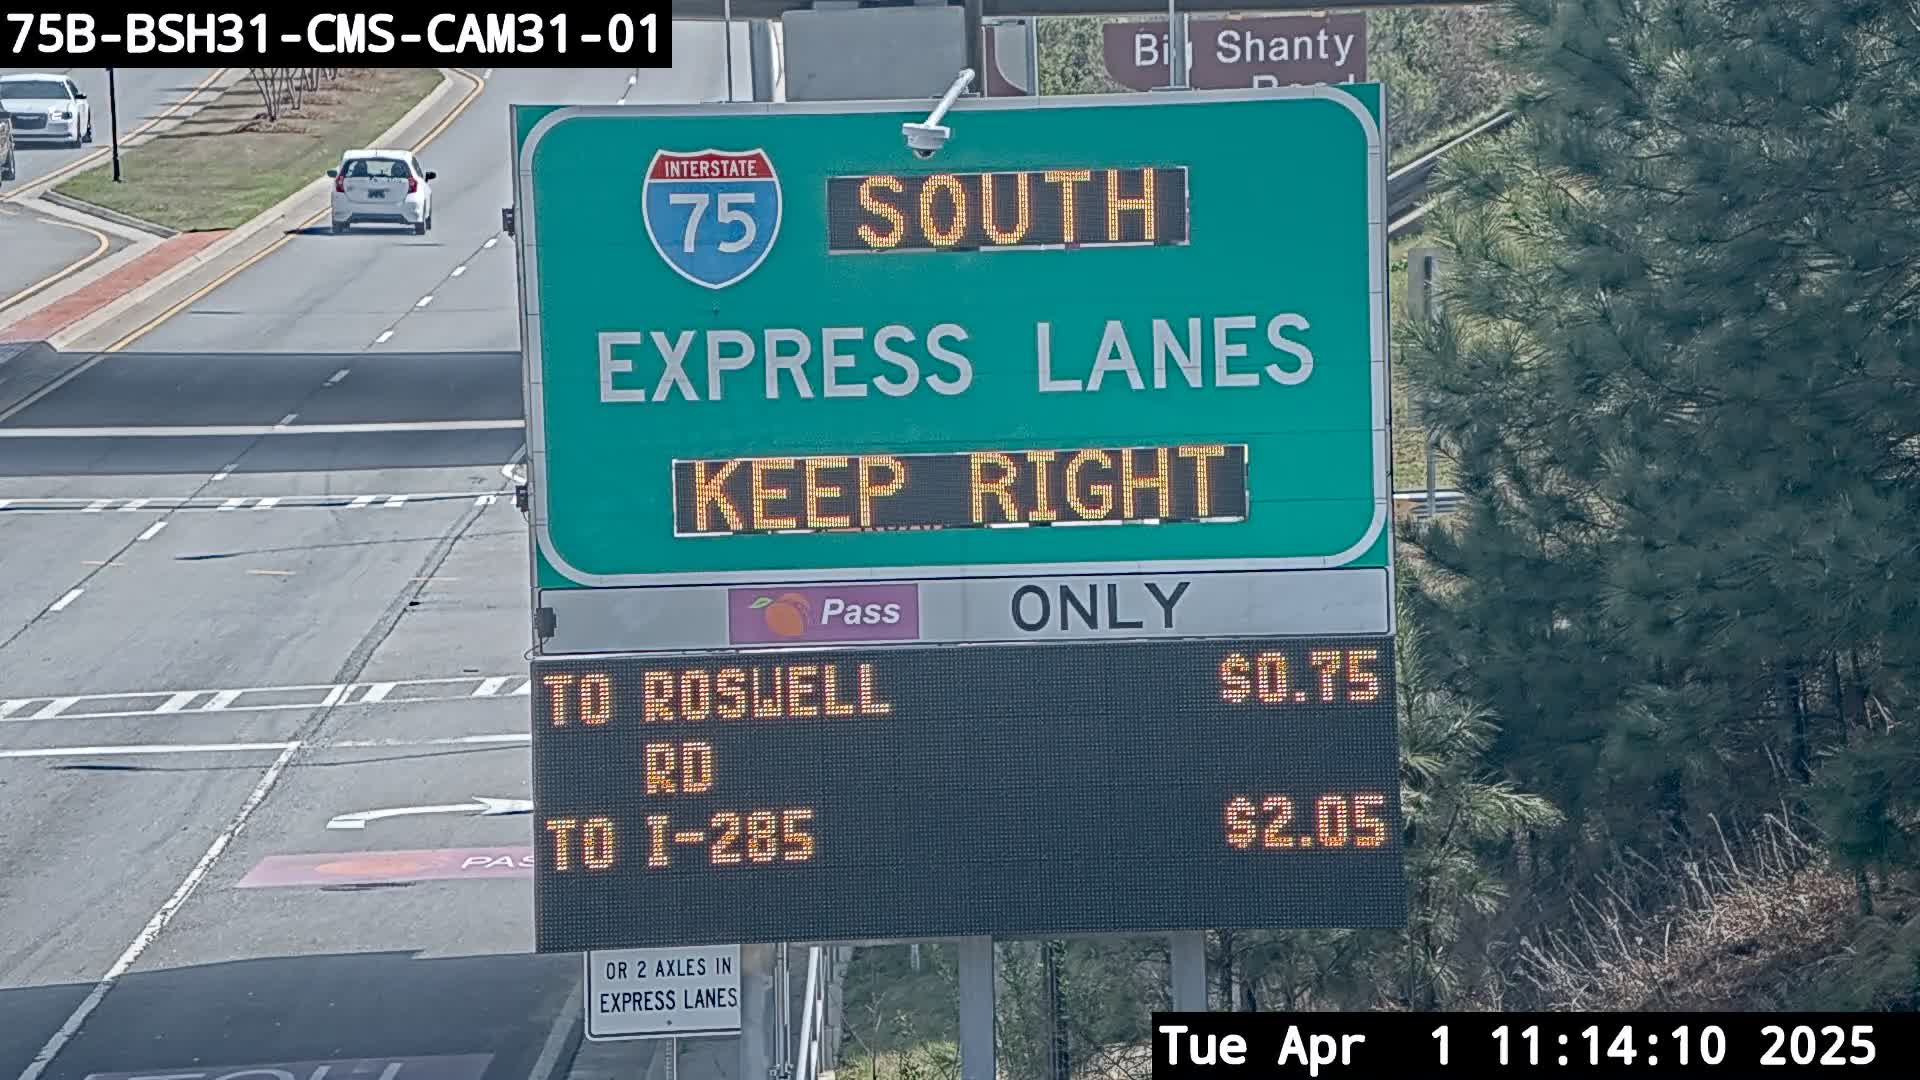 75B-BSH31-CMS-CAM31-01
Big Shanty
Road
INTERSTATE
75
SOUTH
EXPRESS LANES
KEEP RIGHT
Pass ONLY
TO ROSWELL $0.75
RD
TO I-285 $2.05
OR 2 AXLES IN
EXPRESS LANES
Tue Apr 1 11:14:10 2025